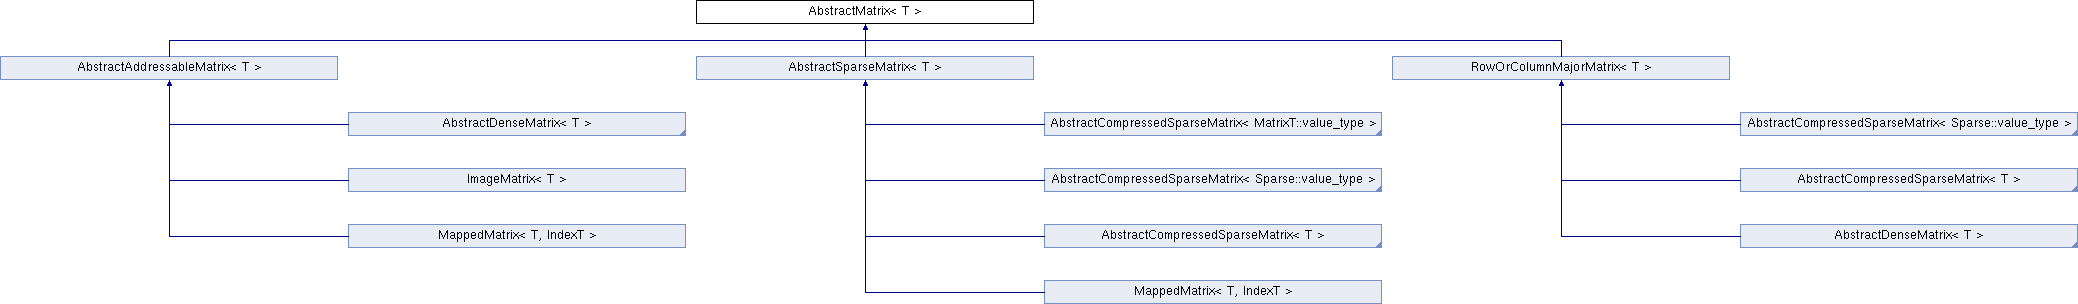 AbstractMatrix< T >
AbstractAddressableMatrix< T >
AbstractSparseMatrix< T >
RowOrColumnMajorMatrix< T >
AbstractDenseMatrix< T >
AbstractCompressedSparseMatrix< MatrixT::value_type >
AbstractCompressedSparseMatrix< Sparse::value_type >
ImageMatrix< T >
AbstractCompressedSparseMatrix< Sparse::value_type >
AbstractCompressedSparseMatrix< T >
MappedMatrix< T, IndexT >
AbstractCompressedSparseMatrix< T >
AbstractDenseMatrix< T >
MappedMatrix< T, IndexT >